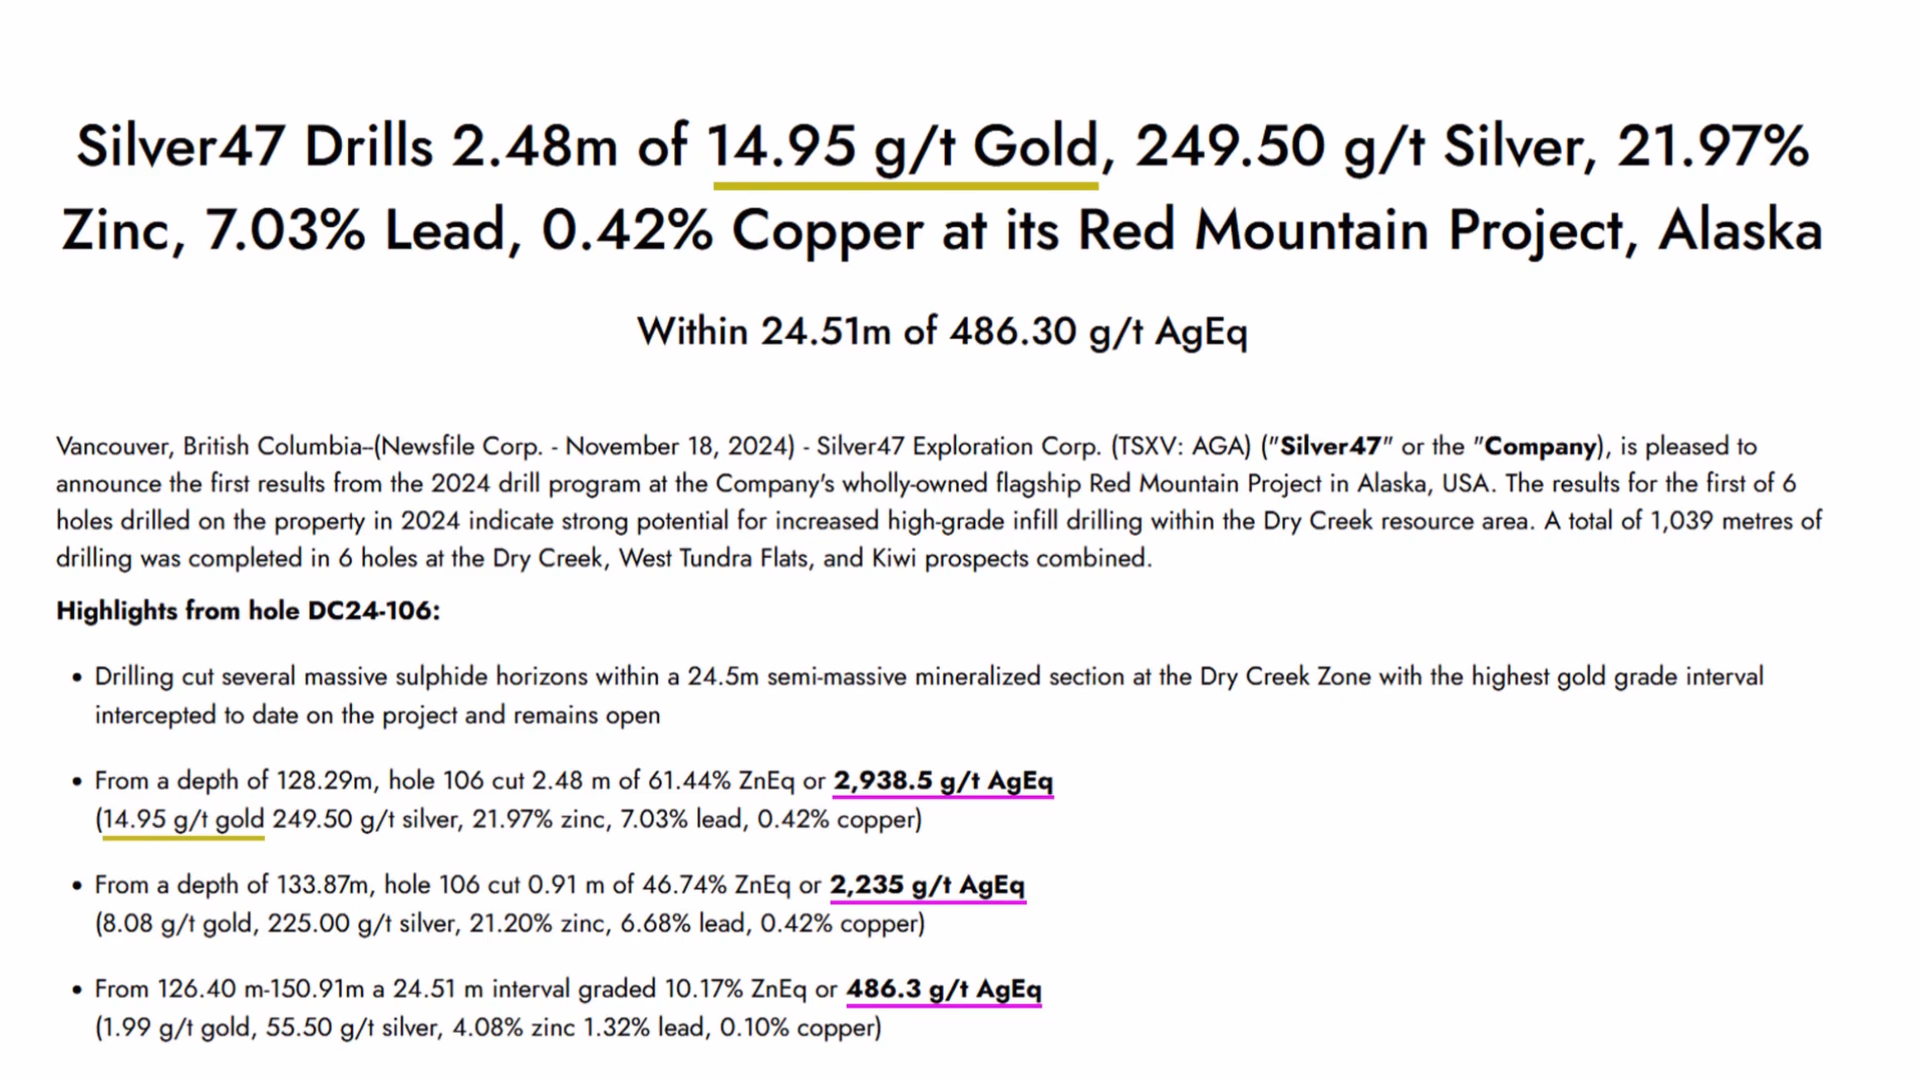 Silver47 Drills 2.48m of 14.95 g/t Gold, 249.50 g/t Silver, 21.97%
Zinc, 7.03% Lead, 0.42% Copper at its Red Mountain Project, Alaska
Within 24.51m of 486.30 g/t AgEq
Vancouver, British Columbia--(Newsfile Corp. - November 18, 2024) - Silver47 Exploration Corp. (TSXV: AGA) ("Silver47" or the "Company), is pleased to
announce the first results from the 2024 drill program at the Company's wholly-owned flagship Red Mountain Project in Alaska, USA. The results for the first of 6
holes drilled on the property in 2024 indicate strong potential for increased high-grade infill drilling within the Dry Creek resource area. A total of 1,039 metres of
drilling was completed in 6 holes at the Dry Creek, West Tundra Flats, and Kiwi prospects combined.
Highlights from hole DC24-106:
• Drilling cut several massive sulphide horizons within a 24.5m semi-massive mineralized section at the Dry Creek Zone with the highest gold grade interval
intercepted to date on the project and remains open
• From a depth of 128.29m, hole 106 cut 2.48 m of 61.44% ZnEq or 2,938.5 g/t AgEq
(14.95 g/t gold 249.50 g/t silver, 21.97% zinc, 7.03% lead, 0.42% copper)
• From a depth of 133.87m, hole 106 cut 0.91 m of 46.74% ZnEq or 2,235 g/t AgEq
(8.08 g/t gold, 225.00 g/t silver, 21.20% zinc, 6.68% lead, 0.42% copper)
• From 126.40 m-150.91m a 24.51 m interval graded 10.17% ZnEq or 486.3 g/t AgEq
(1.99 g/t gold, 55.50 g/t silver, 4.08% zinc 1.32% lead, 0.10% copper)